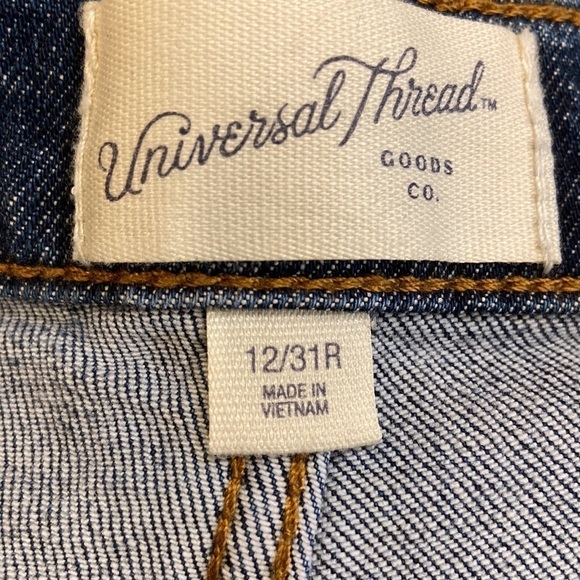 Universal Thread™
GOODS
CO.
12/31R
MADE IN
VIETNAM